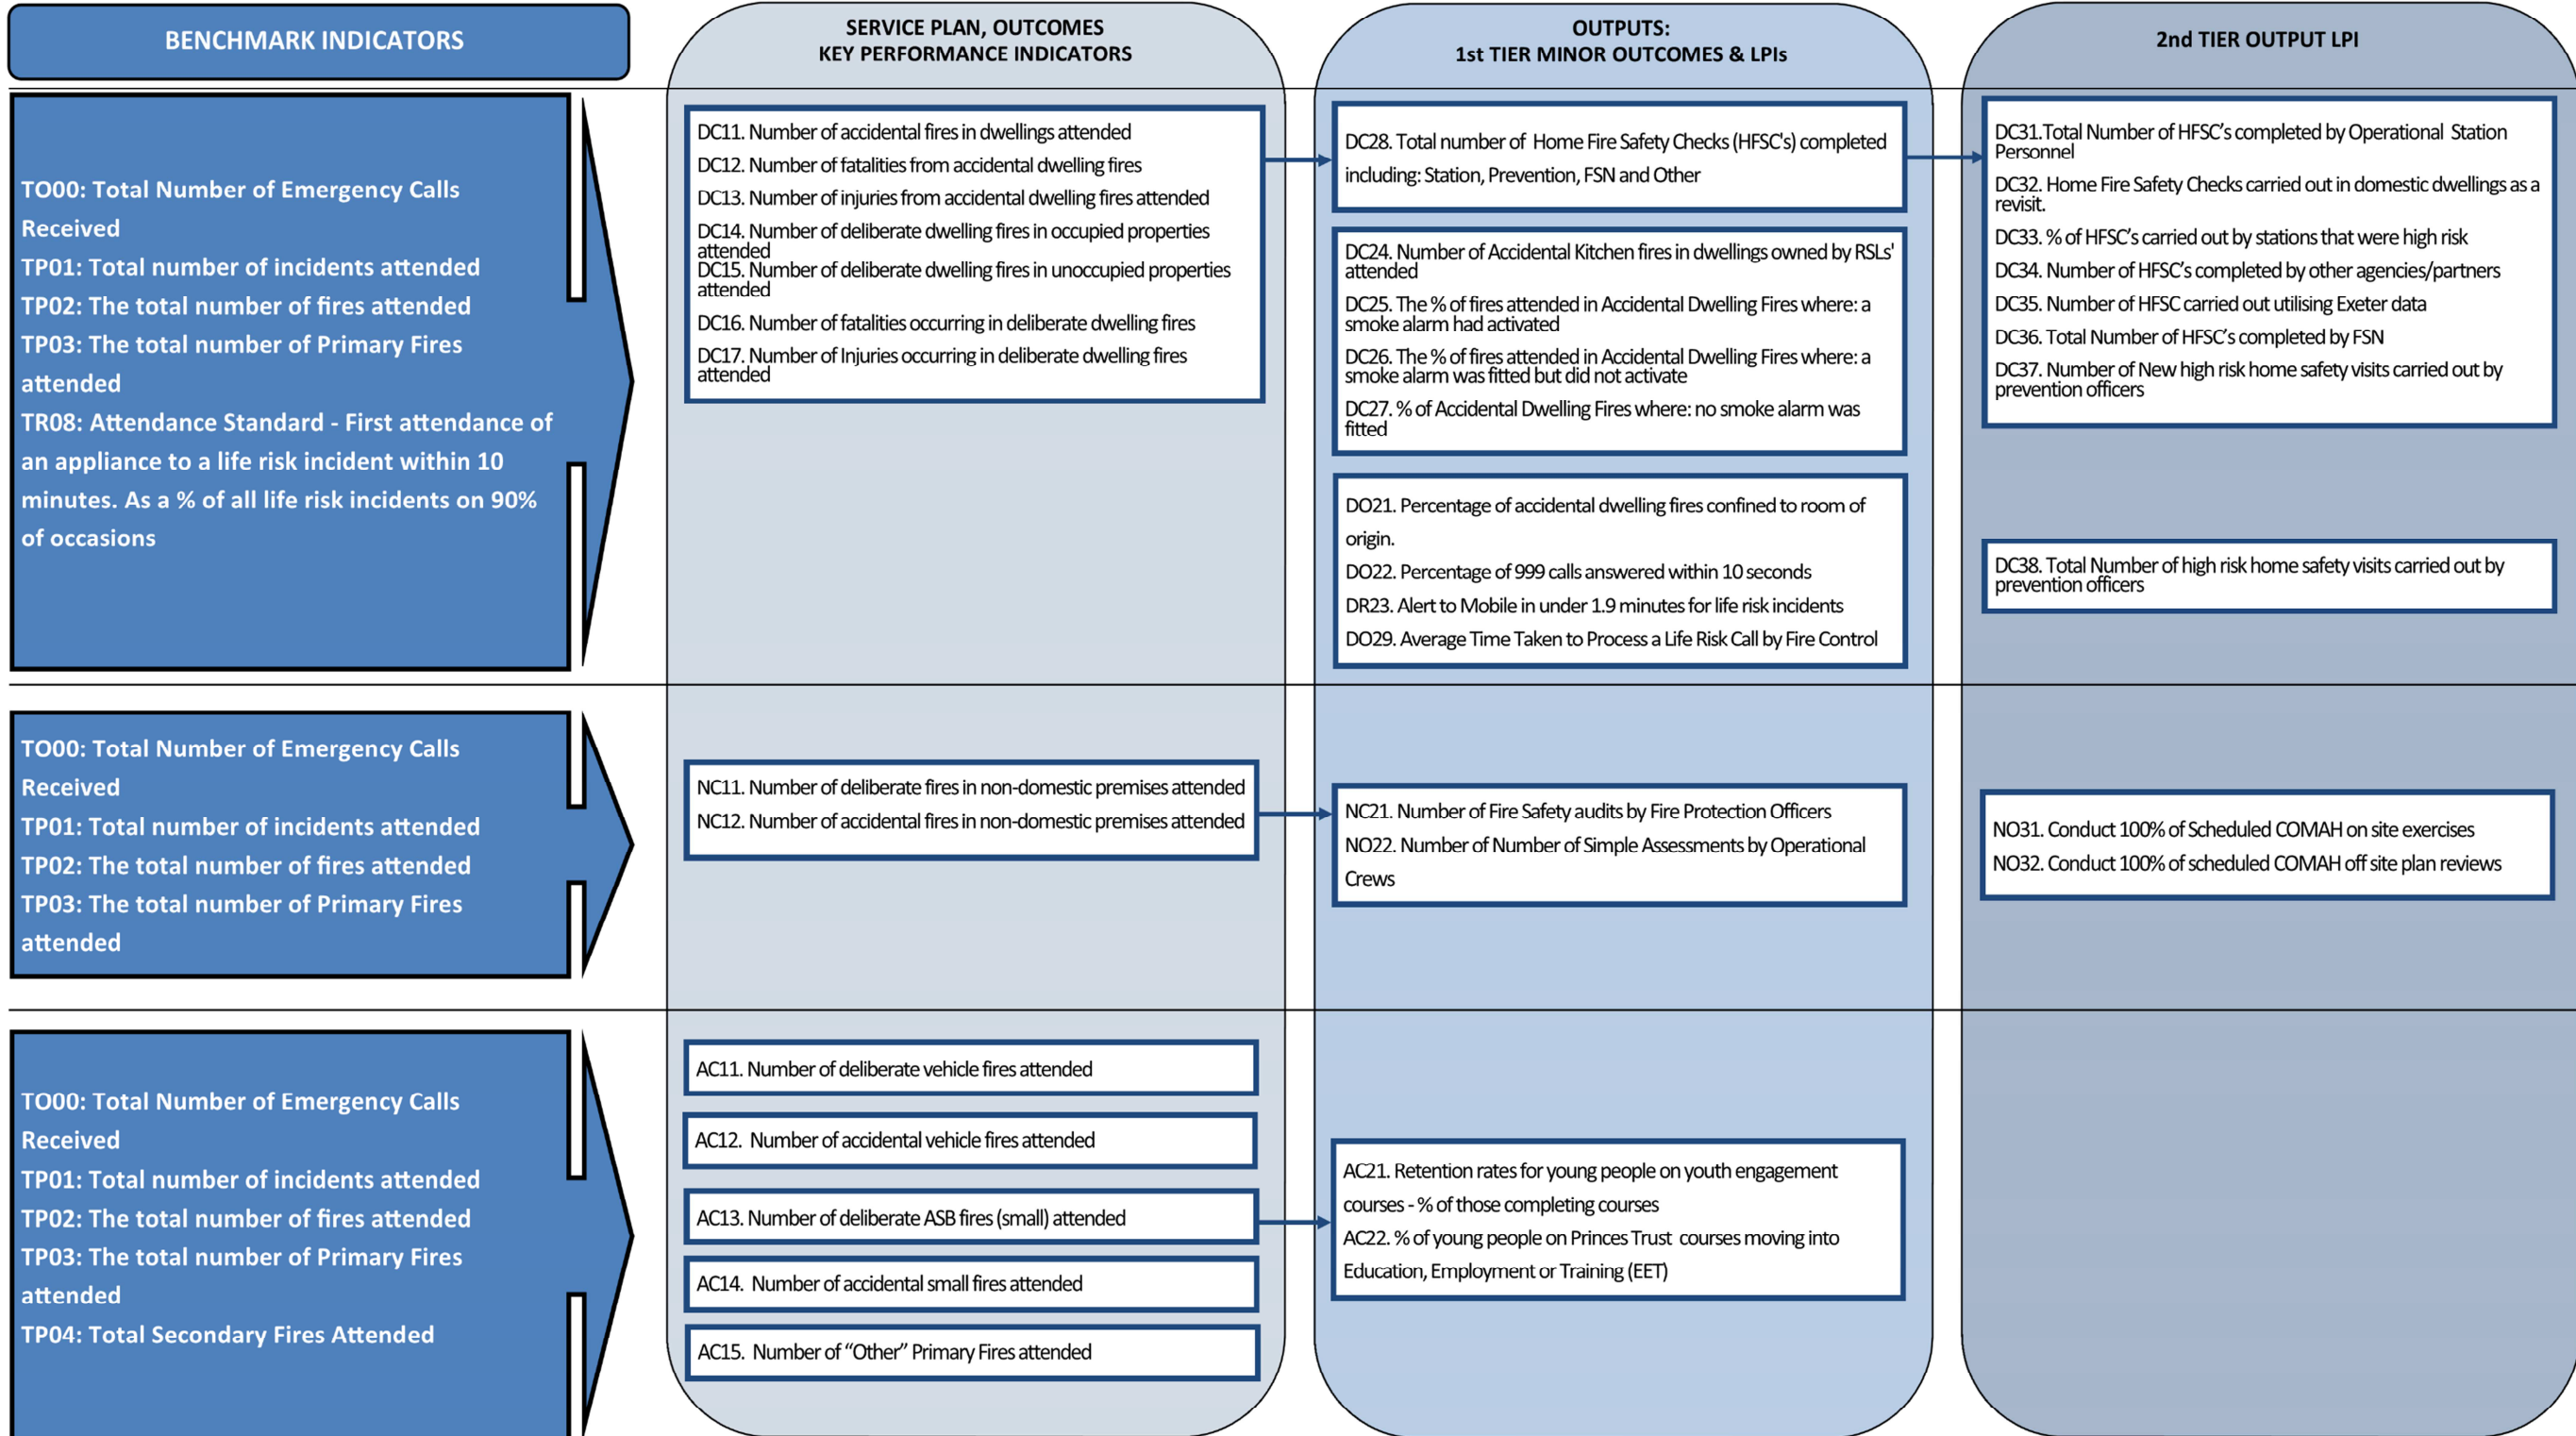 BENCHMARK INDICATORS
SERVICE PLAN, OUTCOMES
KEY PERFORMANCE INDICATORS
OUTPUTS:
1st TIER MINOR OUTCOMES & LPIs
2nd TIER OUTPUT LPI
TO00: Total Number of Emergency Calls
Received
TP01: Total number of incidents attended
TP02: The total number of fires attended
TP03: The total number of Primary Fires
attended
TR08: Attendance Standard - First attendance of
an appliance to a life risk incident within 10
minutes. As a % of all life risk incidents on 90%
of occasions
DC11. Number of accidental fires in dwellings attended
DC12. Number of fatalities from accidental dwelling fires
DC13. Number of injuries from accidental dwelling fires attended
DC14. Number of deliberate dwelling fires in occupied properties
attended
DC15. Number of deliberate dwelling fires in unoccupied properties
attended
DC16. Number of fatalities occurring in deliberate dwelling fires
DC17. Number of Injuries occurring in deliberate dwelling fires
attended
DC28. Total number of Home Fire Safety Checks (HFSC's) completed
including: Station, Prevention, FSN and Other
DC24. Number of Accidental Kitchen fires in dwellings owned by RSLs'
attended
DC25. The % of fires attended in Accidental Dwelling Fires where: a
smoke alarm had activated
DC26. The % of fires attended in Accidental Dwelling Fires where: a
smoke alarm was fitted but did not activate
DC27. % of Accidental Dwelling Fires where: no smoke alarm was
fitted
DO21. Percentage of accidental dwelling fires confined to room of
origin.
DO22. Percentage of 999 calls answered within 10 seconds
DR23. Alert to Mobile in under 1.9 minutes for life risk incidents
DO29. Average Time Taken to Process a Life Risk Call by Fire Control
DC31.Total Number of HFSC’s completed by Operational Station
Personnel
DC32. Home Fire Safety Checks carried out in domestic dwellings as a
revisit.
DC33. % of HFSC’s carried out by stations that were high risk
DC34. Number of HFSC’s completed by other agencies/partners
DC35. Number of HFSC carried out utilising Exeter data
DC36. Total Number of HFSC’s completed by FSN
DC37. Number of New high risk home safety visits carried out by
prevention officers
DC38. Total Number of high risk home safety visits carried out by
prevention officers
TO00: Total Number of Emergency Calls
Received
TP01: Total number of incidents attended
TP02: The total number of fires attended
TP03: The total number of Primary Fires
attended
NC11. Number of deliberate fires in non-domestic premises attended
NC12. Number of accidental fires in non-domestic premises attended
NC21. Number of Fire Safety audits by Fire Protection Officers
NO22. Number of Number of Simple Assessments by Operational
Crews
NO31. Conduct 100% of Scheduled COMAH on site exercises
NO32. Conduct 100% of scheduled COMAH off site plan reviews
TO00: Total Number of Emergency Calls
Received
TP01: Total number of incidents attended
TP02: The total number of fires attended
TP03: The total number of Primary Fires
attended
TP04: Total Secondary Fires Attended
AC11. Number of deliberate vehicle fires attended
AC12. Number of accidental vehicle fires attended
AC13. Number of deliberate ASB fires (small) attended
AC14. Number of accidental small fires attended
AC15. Number of “Other” Primary Fires attended
AC21. Retention rates for young people on youth engagement
courses - % of those completing courses
AC22. % of young people on Princes Trust courses moving into
Education, Employment or Training (EET)